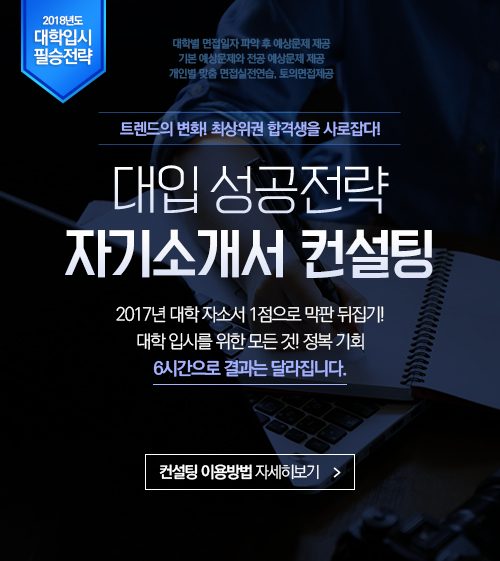 2018년도
대학입시
필승전략
대학별 면접일자 파악 후 예상문제 제공
기본 예상문제와 전공 예상문제 제공
개인별 맞춤 면접실전연습, 토의면접제공
트렌드의 변화! 최상위권 합격생을 사로잡다!
대입 성공전략
자기소개서 컨설팅
2017년 대학 자소서 1점으로 막판 뒤집기!
대학 입시를 위한 모든 것! 정복 기회
6시간으로 결과는 달라집니다.
컨설팅 이용방법 자세히보기 >